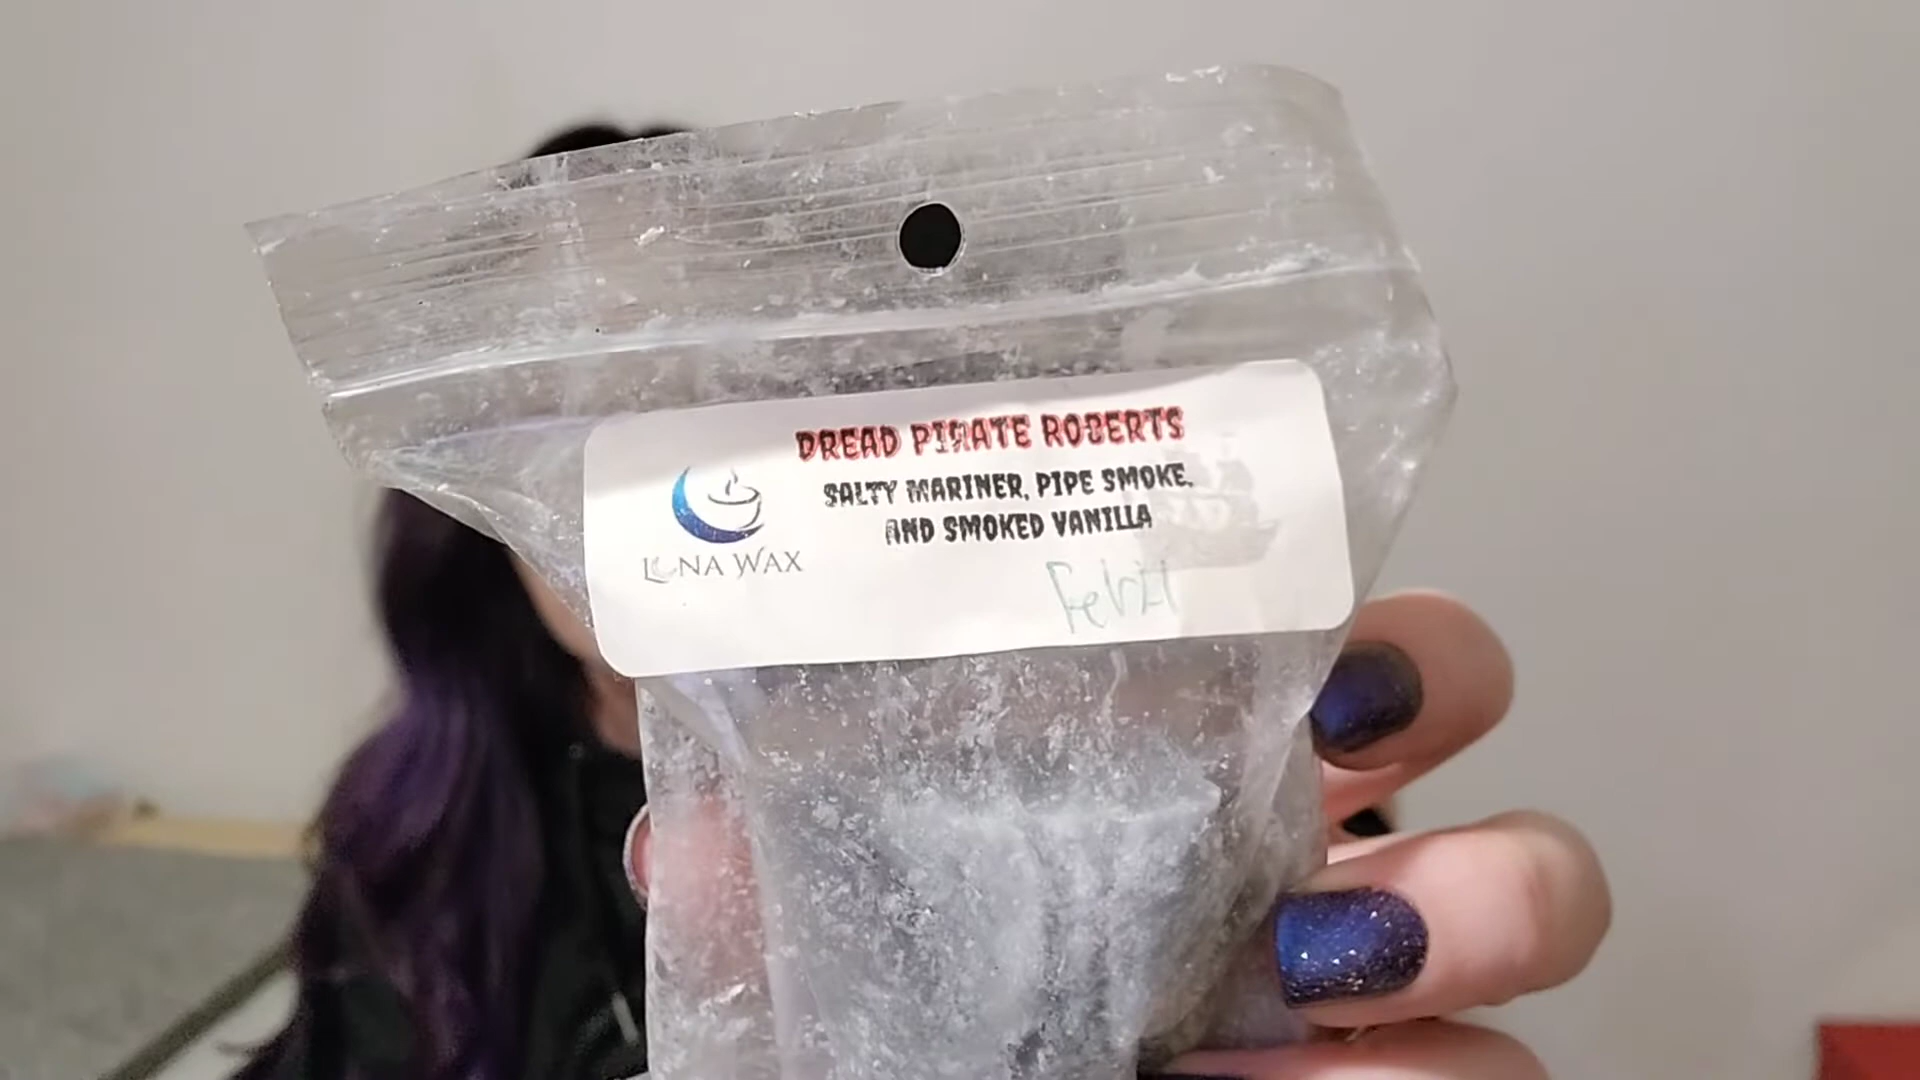 DREAD PIRATE ROBERTS
SALTY MARINER, PIPE SMOKE,
AND SMOKED VANILLA
LUNA WAX